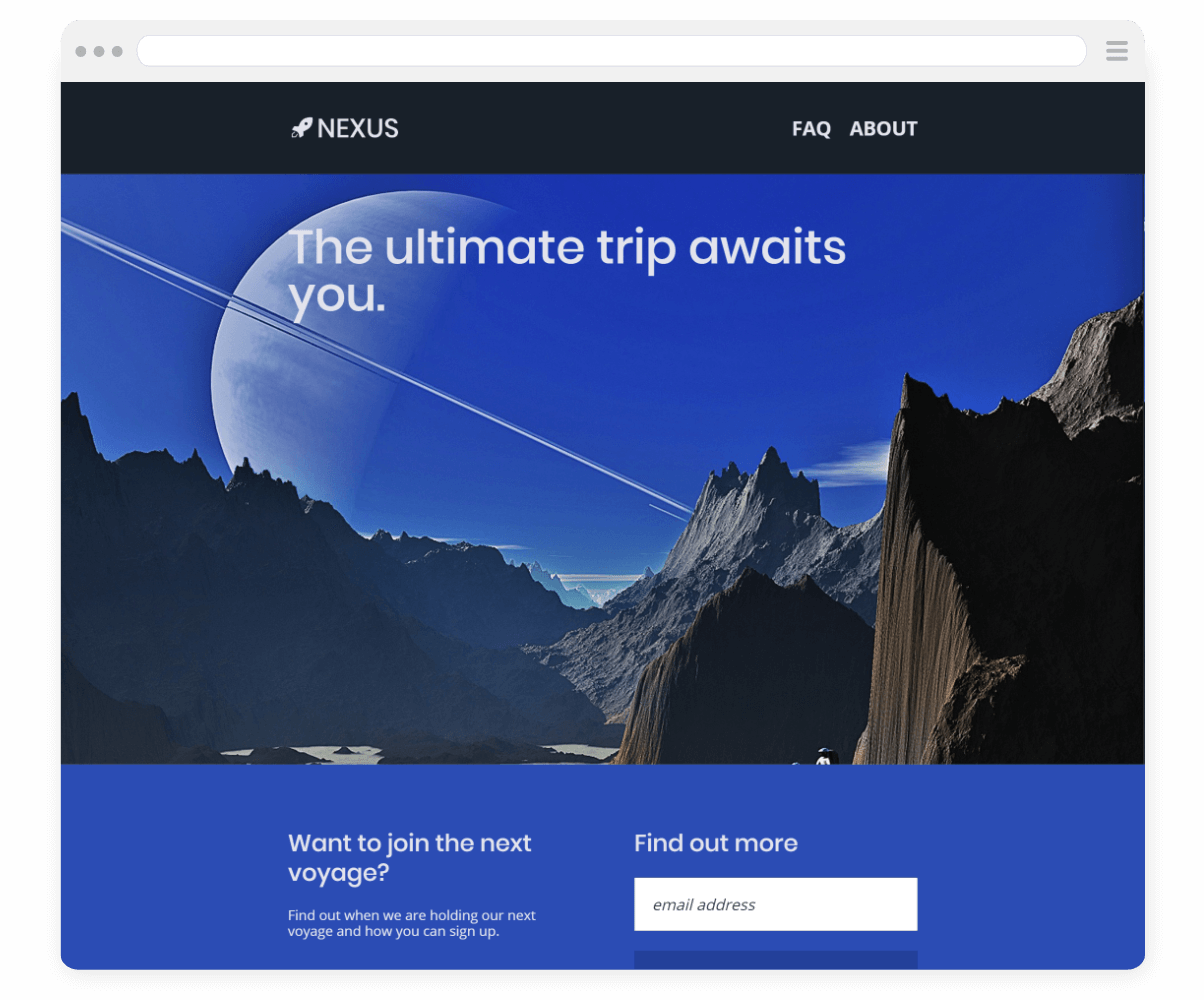 NEXUS
FAQ ABOUT
The ultimate trip awaits
you.
Want to join the next
voyage?
Find out when we are holding our next
voyage and how you can sign up.
Find out more
email address